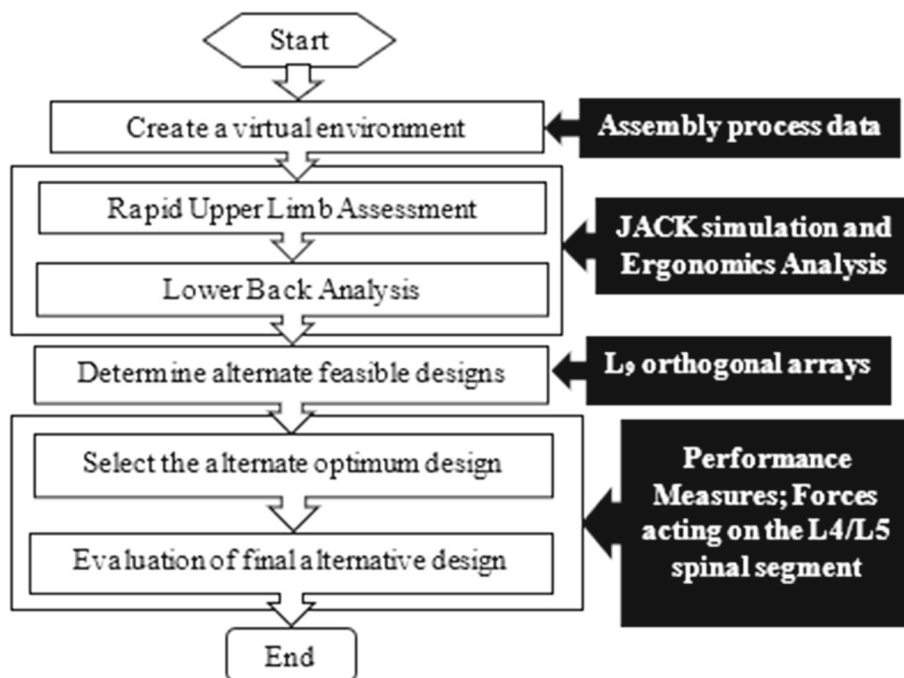 Start
Create a virtual environment
Assembly process data
Rapid Upper Limb Assessment
Lower Back Analysis
JACK simulation and
Ergonomics Analysis
Determine alternate feasible designs
L₉ orthogonal arrays
Select the alternate optimum design
Evaluation of final alternative design
Performance
Measures; Forces
acting on the L4/L5
spinal segment
End